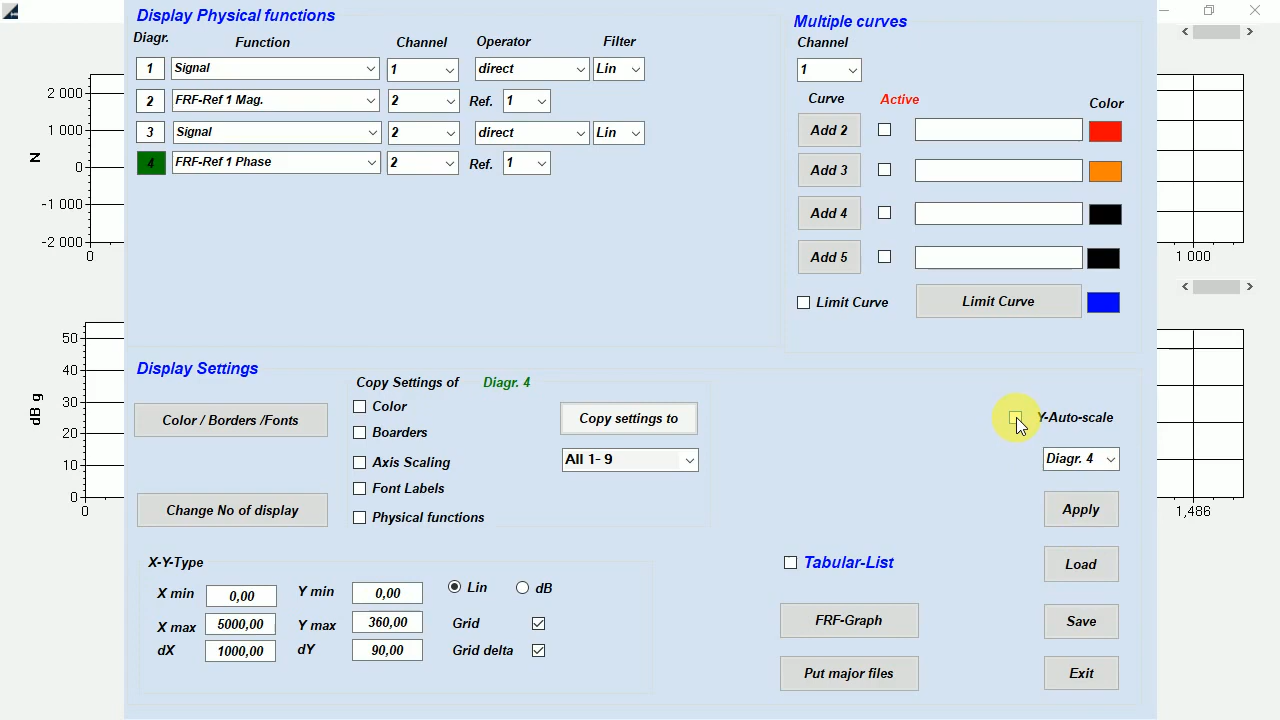 Display Physical functions
Diagr. Function Channel Operator Filter
1 Signal 1 direct Lin
2 FRF-Ref 1 Mag. 2 Ref. 1
3 Signal 2 direct Lin
4 FRF-Ref 1 Phase 2 Ref. 1
Multiple curves
Channel
1
Curve Active Color
Add 2
Add 3
Add 4
Add 5
Limit Curve Limit Curve
2 000
1 000
N
0
-1 000
-2 000
0
1 000
50
40
30
dB g
20
10
0
0
1,486
Display Settings
Color / Borders /Fonts
Change No of display
Copy Settings of Diagr. 4
Color
Boarders
Axis Scaling
Font Labels
Physical functions
Copy settings to
All 1- 9
Y-Auto-scale
Diagr. 4
Apply
Load
Save
Exit
Tabular-List
FRF-Graph
Put major files
X-Y-Type
X min 0,00 Y min 0,00 Lin dB
X max 5000,00 Y max 360,00 Grid
dX 1000,00 dY 90,00 Grid delta